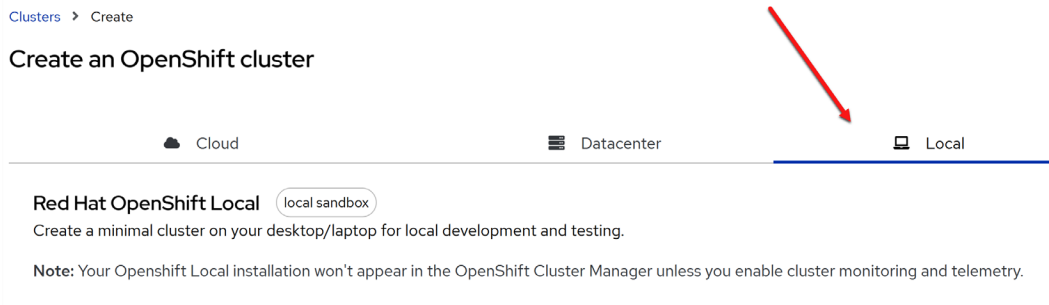 Clusters > Create
Create an OpenShift cluster
Cloud Datacenter Local
Red Hat OpenShift Local local sandbox
Create a minimal cluster on your desktop/laptop for local development and testing.
Note: Your Openshift Local installation won't appear in the OpenShift Cluster Manager unless you enable cluster monitoring and telemetry.